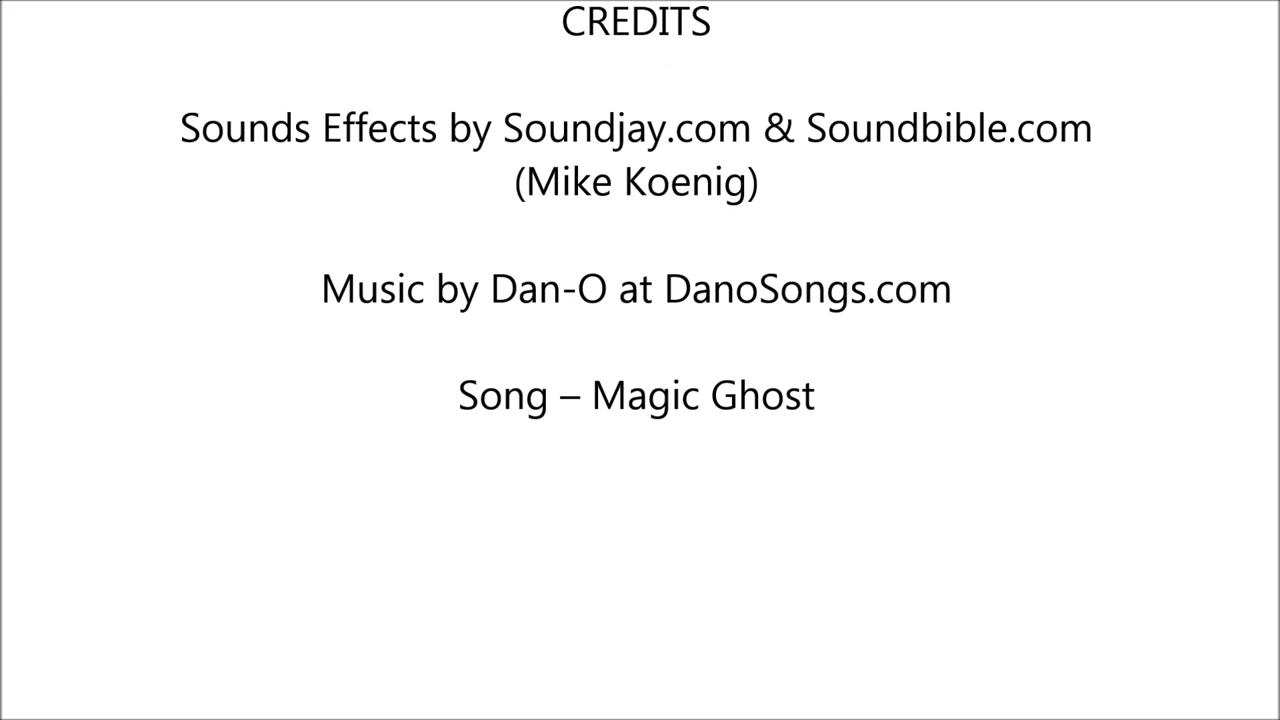 CREDITS
Sounds Effects by Soundjay.com & Soundbible.com
(Mike Koenig)
Music by Dan-O at DanoSongs.com
Song – Magic Ghost